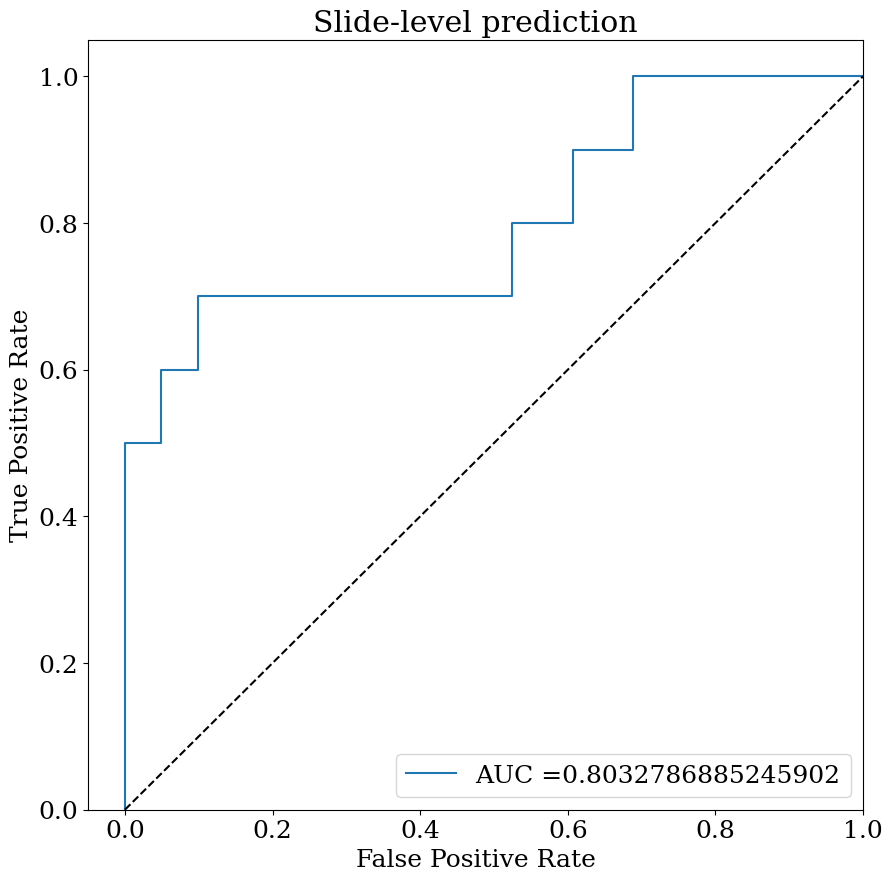 Slide-level prediction
True Positive Rate
1.0
0.8
0.6
0.4
0.2
0.0
AUC =0.8032786885245902
0.0 0.2 0.4 0.6 0.8 1.0
False Positive Rate